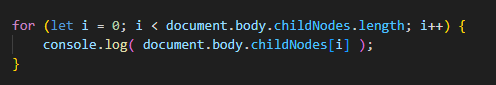 for (let i = 0; i < document.body.childNodes.length; i++) {
    console.log( document.body.childNodes[i] );
}